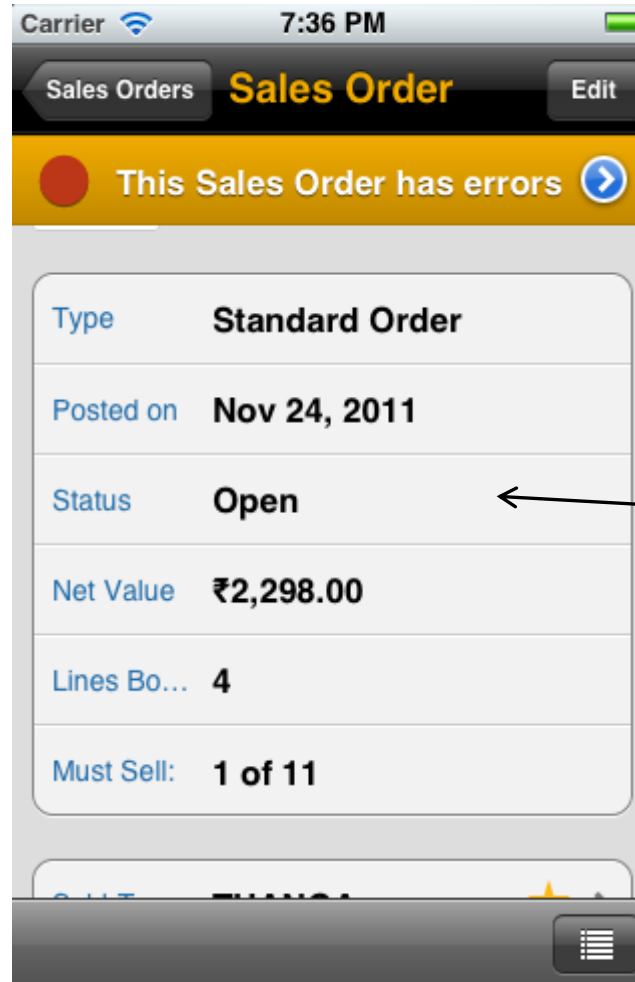 Carrier 7:36 PM
Sales Orders Sales Order Edit
This Sales Order has errors
Type Standard Order
Posted on Nov 24, 2011
Status Open
Net Value ₹2,298.00
Lines Bo... 4
Must Sell: 1 of 11